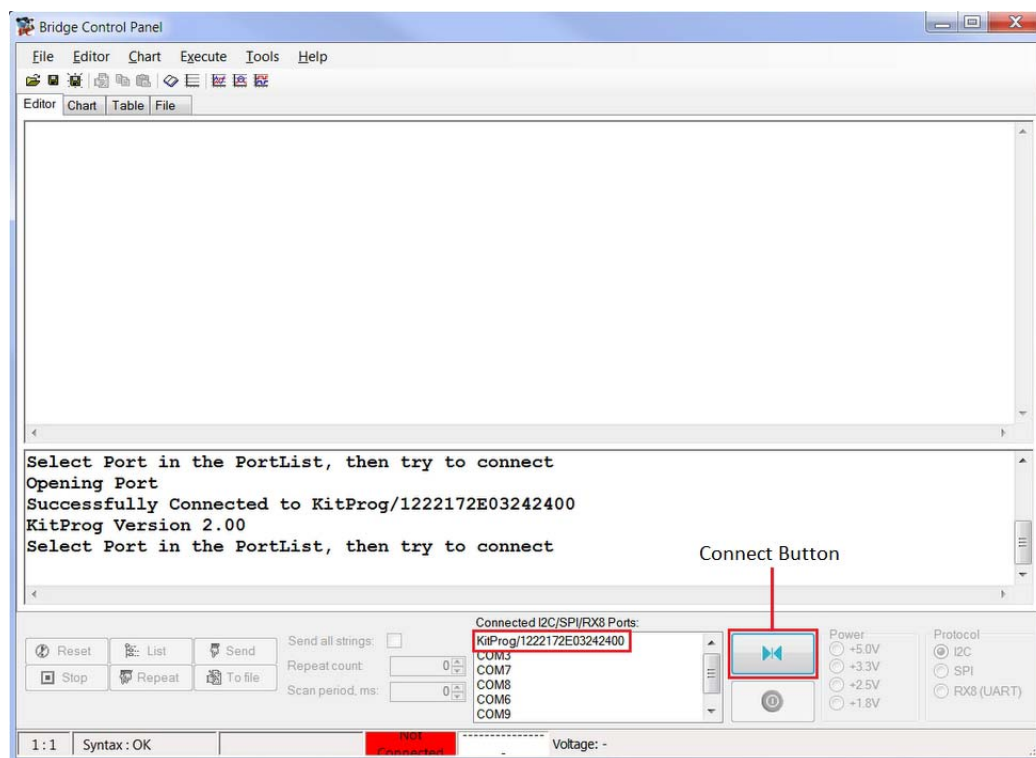 Bridge Control Panel
File Editor Chart Execute Tools Help
Editor Chart Table File
Select Port in the PortList, then try to connect
Opening Port
Successfully Connected to KitProg/1222172E03242400
KitProg Version 2.00
Select Port in the PortList, then try to connect
Connect Button
Connected I2C/SPI/RX8 Ports:
Reset List Send
Stop Repeat To file
Send all strings:
Repeat count: 0
Scan period, ms: 0
KitProg/1222172E03242400
COM3
COM7
COM8
COM6
COM9
Power
+5.0V
+3.3V
+2.5V
+1.8V
Protocol
I2C
SPI
RX8 (UART)
1:1 Syntax : OK Not Connected Voltage: -